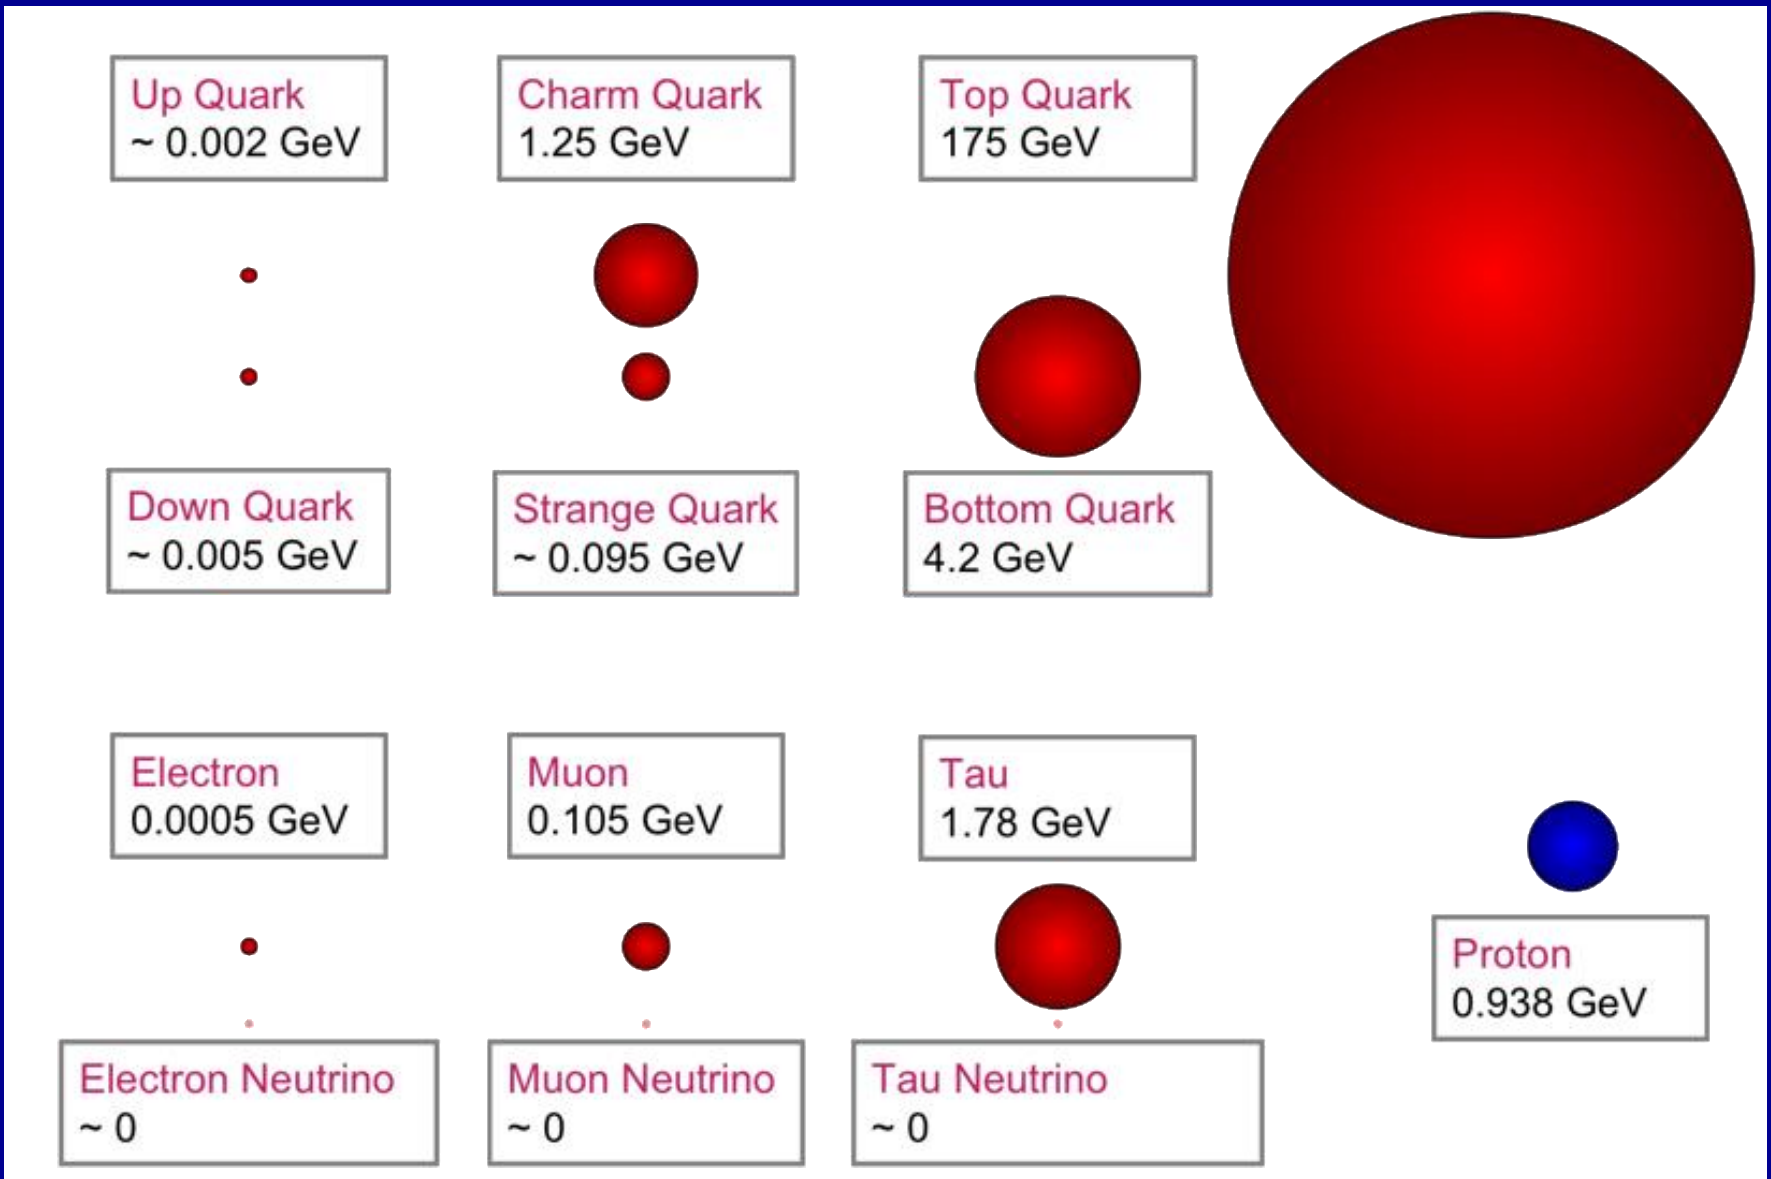 Up Quark
~ 0.002 GeV
Charm Quark
1.25 GeV
Top Quark
175 GeV
Down Quark
~ 0.005 GeV
Strange Quark
~ 0.095 GeV
Bottom Quark
4.2 GeV
Electron
0.0005 GeV
Muon
0.105 GeV
Tau
1.78 GeV
Proton
0.938 GeV
Electron Neutrino
~ 0
Muon Neutrino
~ 0
Tau Neutrino
~ 0